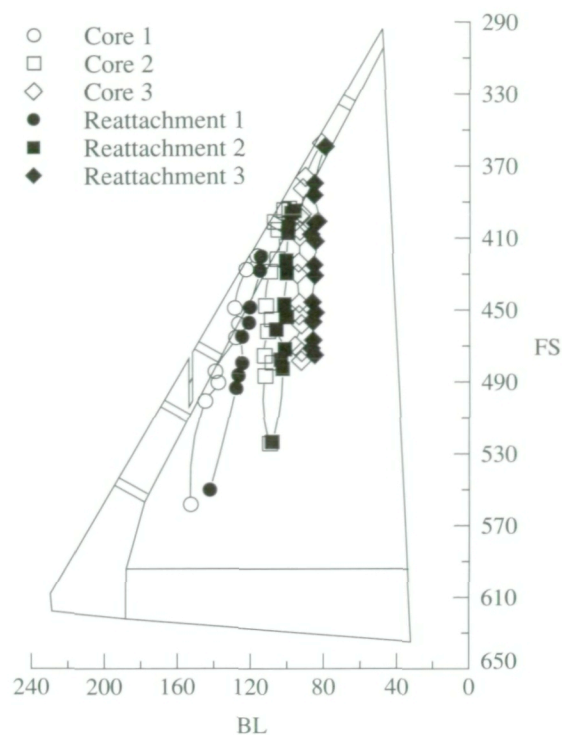 Core 1
Core 2
Core 3
Reattachment 1
Reattachment 2
Reattachment 3
290
330
370
410
450
490
530
570
610
650
FS
240 200 160 120 80 40 0
BL